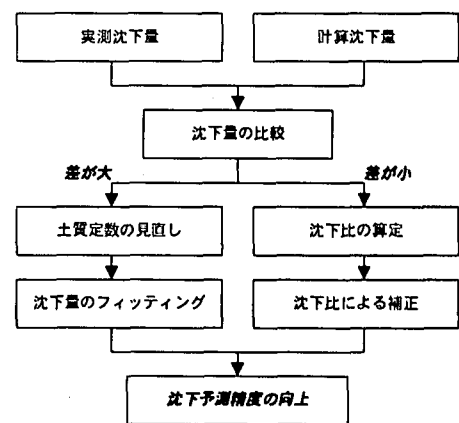 実測沈下量
計算沈下量
沈下量の比較
差が大
差が小
土質定数の見直し
沈下比の算定
沈下量のフィッティング
沈下比による補正
沈下予測精度の向上